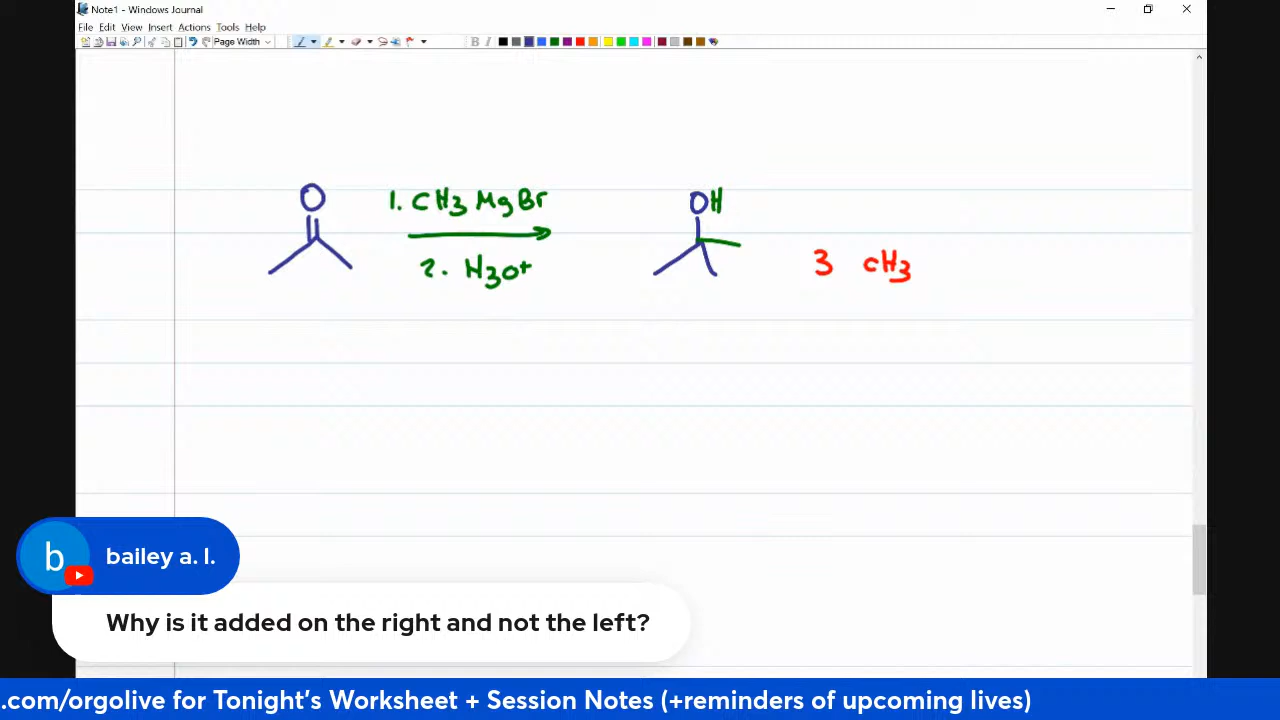 Note1 - Windows Journal
File Edit View Insert Actions Tools Help
Page Width
B I
O
1. CH3 MgBr
2. H3O+
OH
3 CH3
b
bailey a. l.
Why is it added on the right and not the left?
.com/orgolive for Tonight's Worksheet + Session Notes (+reminders of upcoming lives)